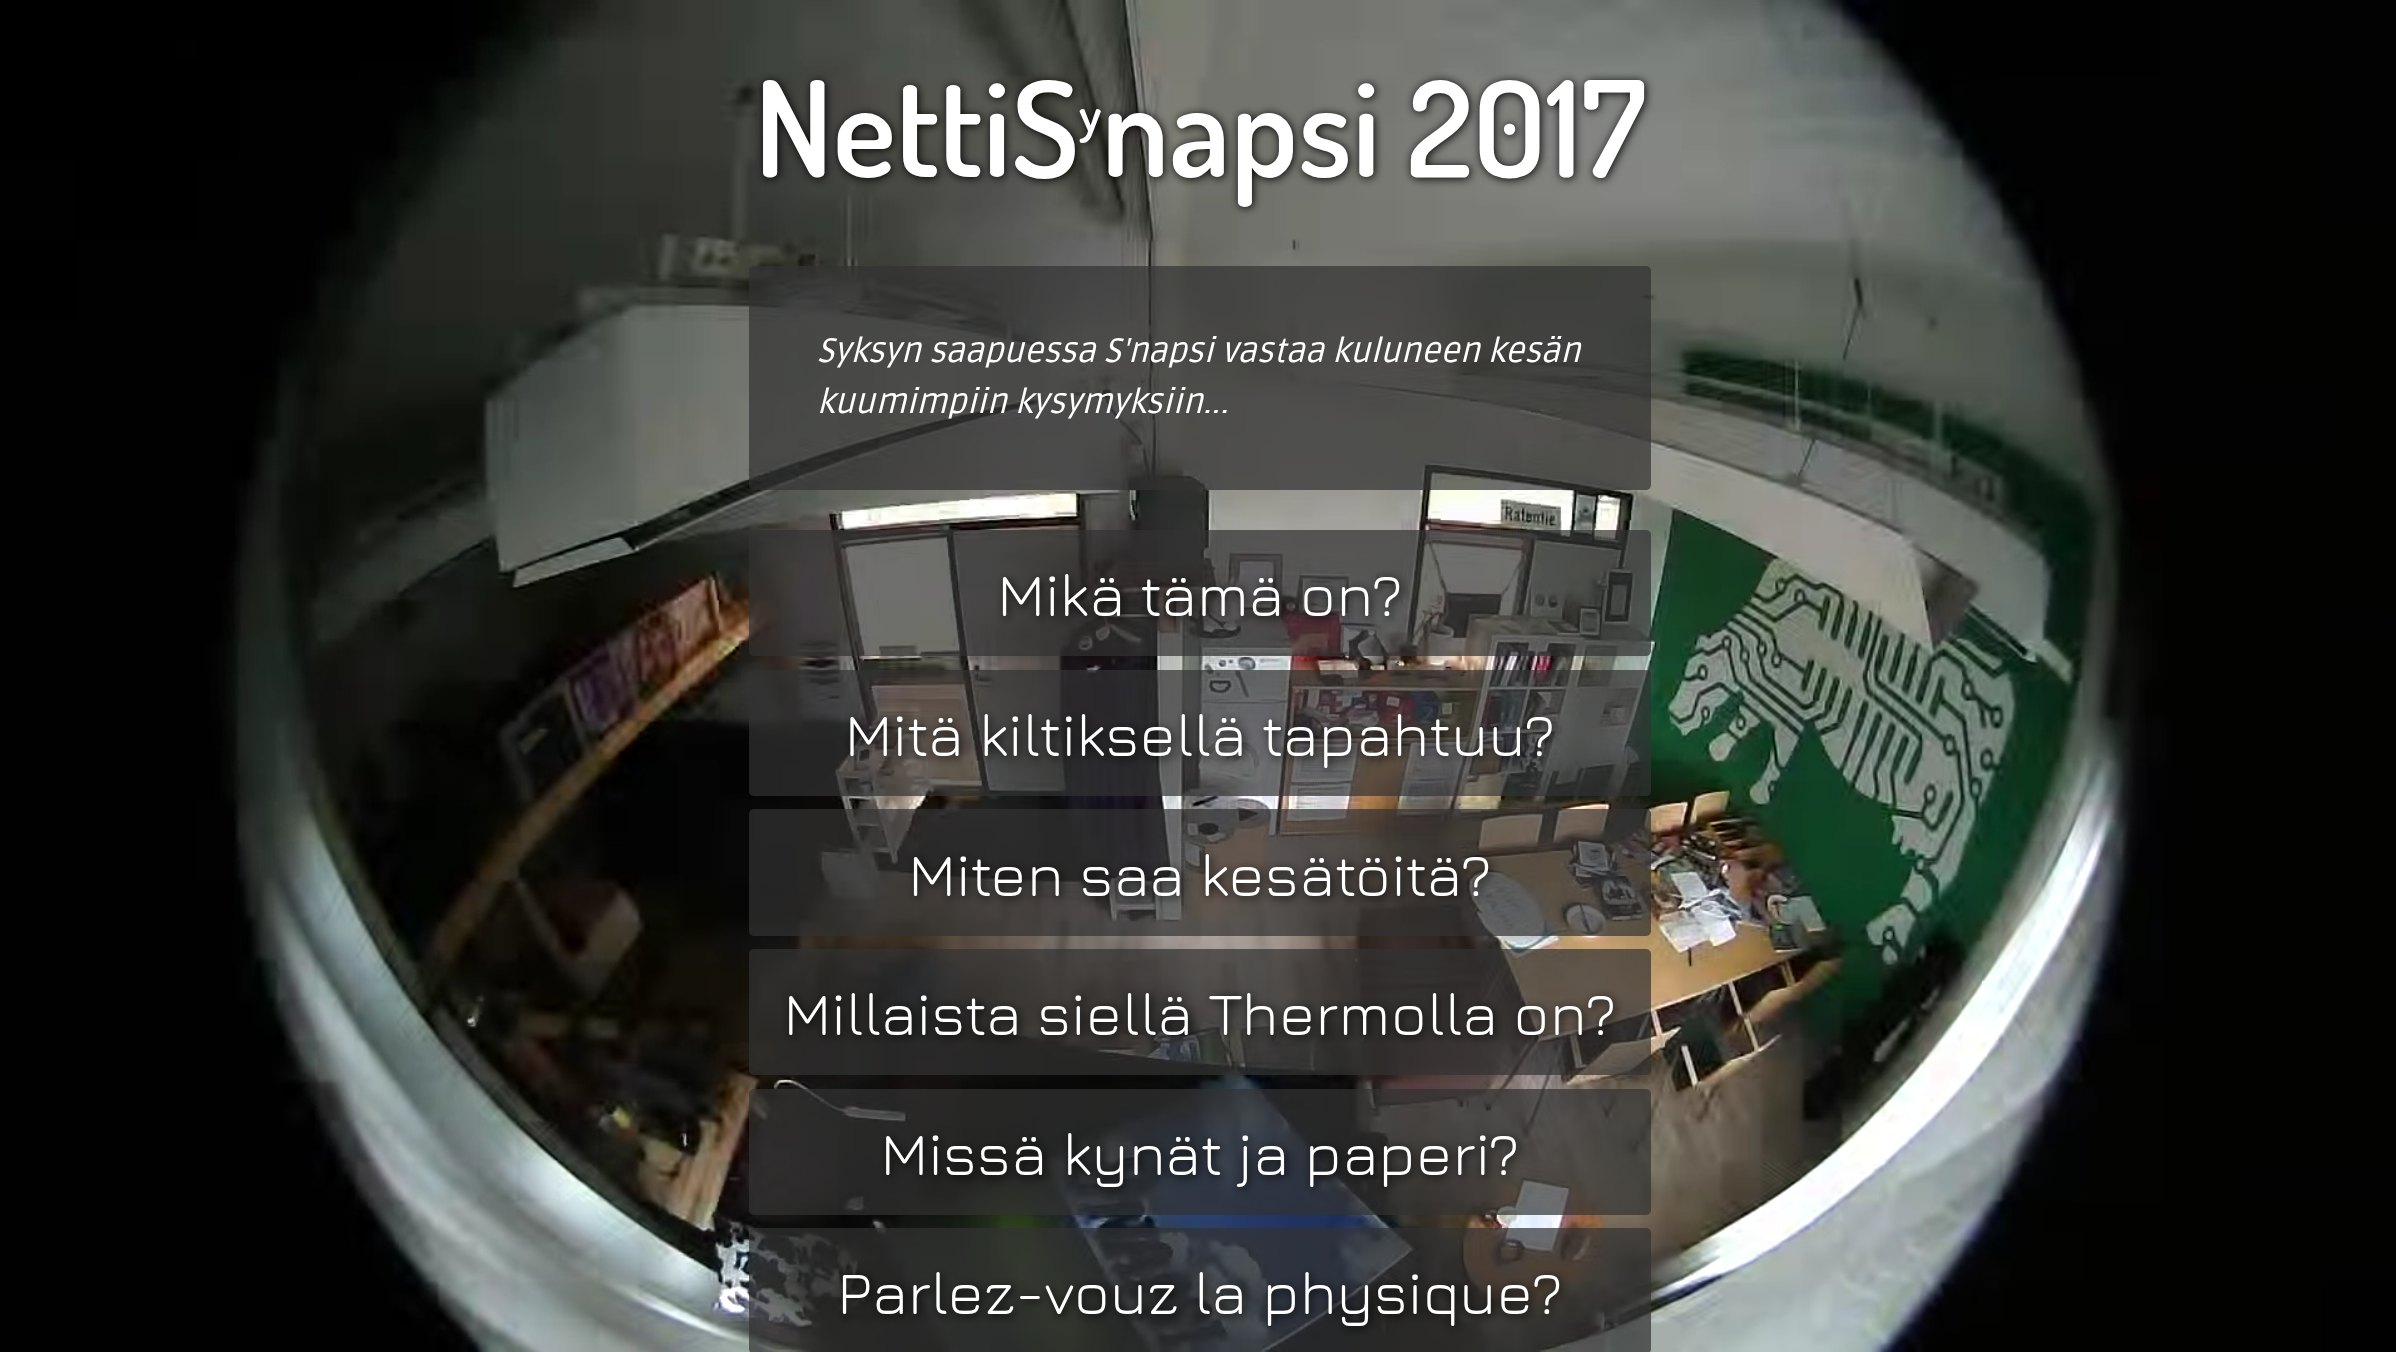 NettiSʸnapsi 2017
Syksyn saapuessa S'napsi vastaa kuluneen kesän
kuumimpiin kysymyksiin...
Ratentie
Mikä tämä on?
Mitä kiltiksellä tapahtuu?
Miten saa kesätöitä?
Millaista siellä Thermolla on?
Missä kynät ja paperi?
Parlez-vouz la physique?